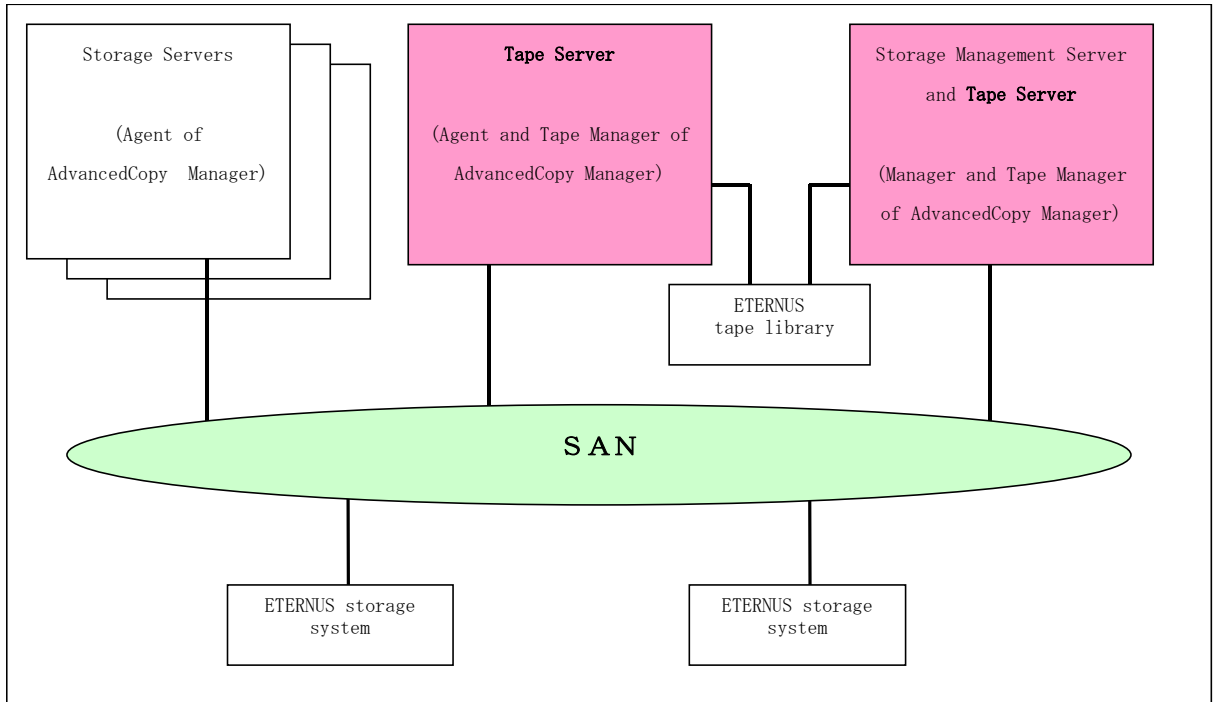 Storage Servers
(Agent of
AdvancedCopy Manager)
Tape Server
(Agent and Tape Manager of
AdvancedCopy Manager)
Storage Management Server
and Tape Server
(Manager and Tape Manager
of AdvancedCopy Manager)
ETERNUS
tape library
SAN
ETERNUS storage
system
ETERNUS storage
system